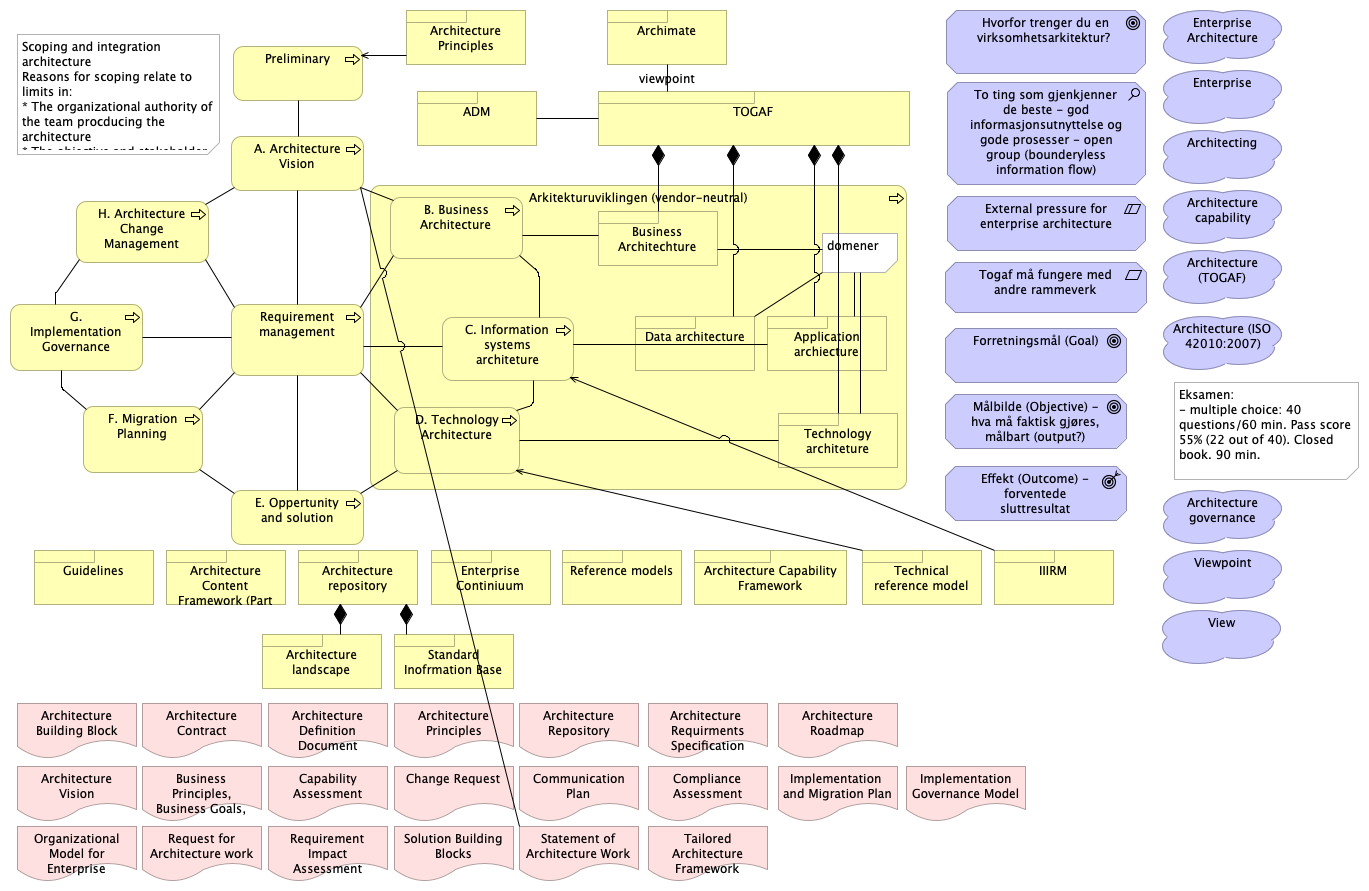 Scoping and integration
architecture
Reasons for scoping relate to
limits in:
* The organizational authority of
the team procducing the
architecture
Preliminary
Architecture
Principles
Archimate
viewpoint
ADM
TOGAF
A. Architecture
Vision
H. Architecture
Change
Management
G.
Implementation
Governance
Requirement
management
F. Migration
Planning
E. Oppertunity
and solution
Arkitekturuviklingen (vendor-neutral)
B. Business
Architecture
Business
Architechture
domener
C. Information
systems
architeture
Data architecture
Application
archiecture
D. Technology
Architecture
Technology
architeture
Hvorfor trenger du en
virksomhetsarkitektur?
To ting som gjenkjenner
de beste - god
informasjonsutnyttelse og
gode prosesser - open
group (bounderyless
information flow)
External pressure for
enterprise architecture
Togaf må fungere med
andre rammeverk
Forretningsmål (Goal)
Målbilde (Objective) -
hva må faktisk gjøres,
målbart (output?)
Effekt (Outcome) -
forventede
sluttresultat
Enterprise
Architecture
Enterprise
Architecting
Architecture
capability
Architecture
(TOGAF)
Architecture (ISO
42010:2007)
Eksamen:
- multiple choice: 40
questions/60 min. Pass score
55% (22 out of 40). Closed
book. 90 min.
Architecture
governance
Viewpoint
View
Guidelines
Architecture
Content
Framework (Part
Architecture
repository
Enterprise
Continiuum
Reference models
Architecture Capability
Framework
Technical
reference model
IIIRM
Architecture
landscape
Standard
Inofrmation Base
Architecture
Building Block
Architecture
Contract
Architecture
Definition
Document
Architecture
Principles
Architecture
Repository
Architecture
Requirments
Specification
Architecture
Roadmap
Architecture
Vision
Business
Principles,
Business Goals,
Capability
Assessment
Change Request
Communication
Plan
Compliance
Assessment
Implementation
and Migration Plan
Implementation
Governance Model
Organizational
Model for
Enterprise
Request for
Architecture work
Requirement
Impact
Assessment
Solution Building
Blocks
Statement of
Architecture Work
Tailored
Architecture
Framework